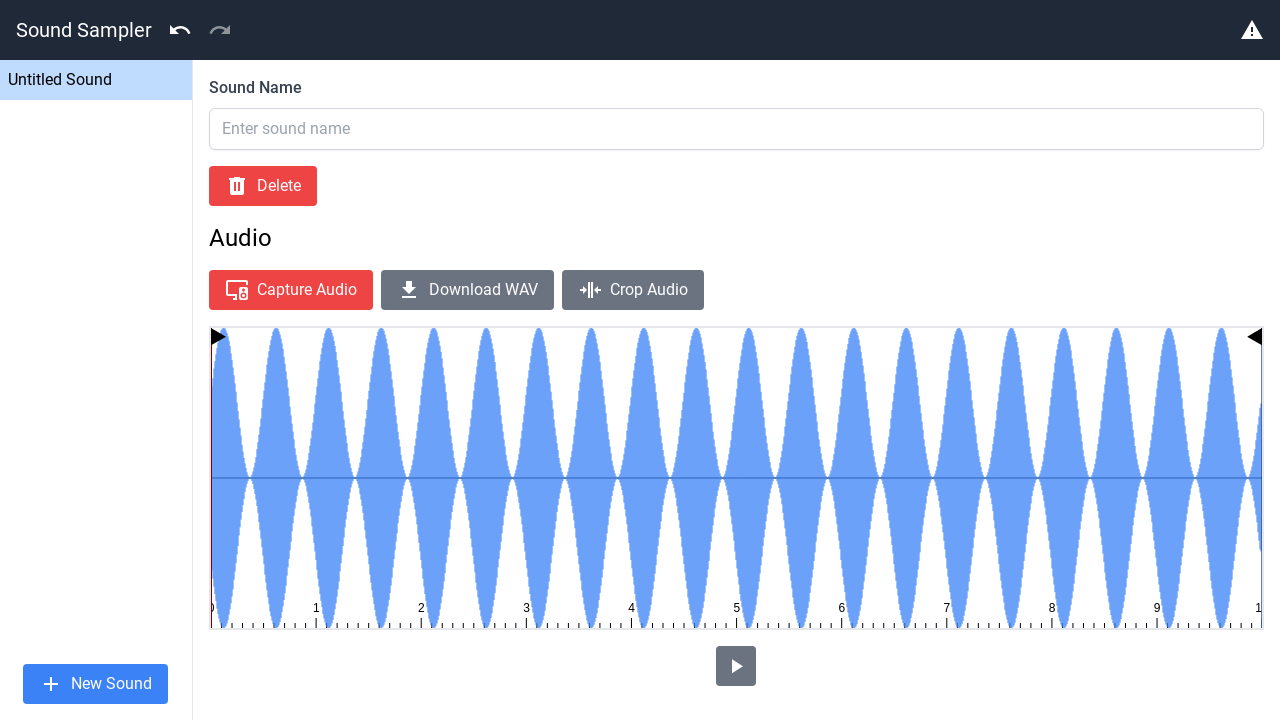 Sound Sampler
Untitled Sound
Sound Name
Enter sound name
Delete
Audio
Capture Audio
Download WAV
Crop Audio
0 1 2 3 4 5 6 7 8 9 1
New Sound